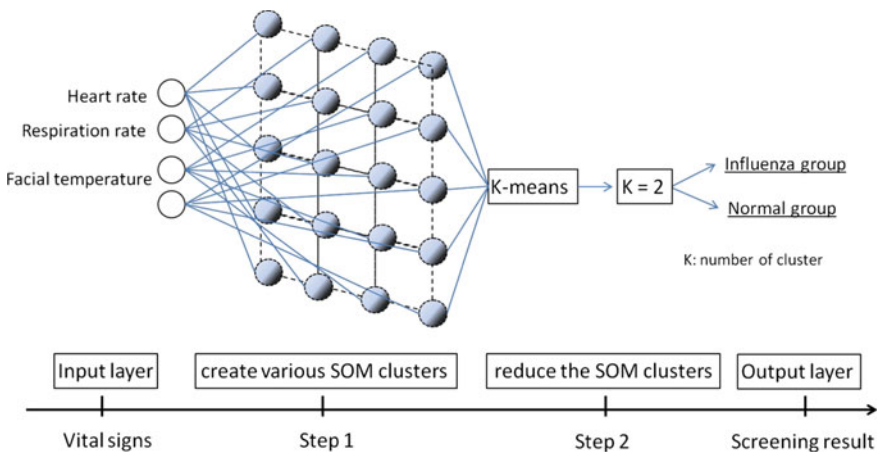 Heart rate
Respiration rate
Facial temperature
K-means
K = 2
Influenza group
Normal group
K: number of cluster
Input layer
create various SOM clusters
reduce the SOM clusters
Output layer
Vital signs
Step 1
Step 2
Screening result